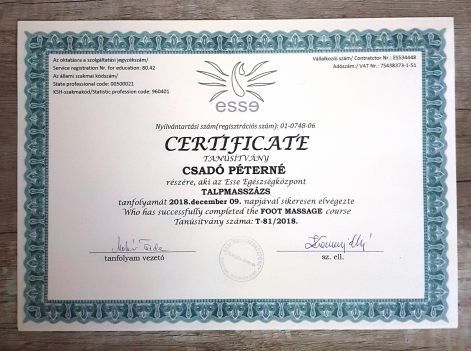 Az oktatásra a szolgáltatási jegyzékszám/
Service registration Nr. for education: 80.42
Az állami szakmai kódszám/
State professional code: 00500021
KSH-szakmakód/Statistic profession code: 960401
Vállalkozói szám/ Contratctor Nr.: ES534448
Adószám / VAT Nr.: 75438373-1-51
esse
Nyilvántartási szám(regisztrációs szám): 01-0748-06
CERTIFICATE
TANUSÍTVÁNY
CSADÓ PÉTERNÉ
részére, aki az Esse Egészségközpont
TALPMASSZÁZS
tanfolyamát 2018.december 09. napjával sikeresen elvégezte
Who has successfully completed the FOOT MASSAGE course
Tanúsítvány száma: T-81/2018.
tanfolyam vezető
sz. ell.